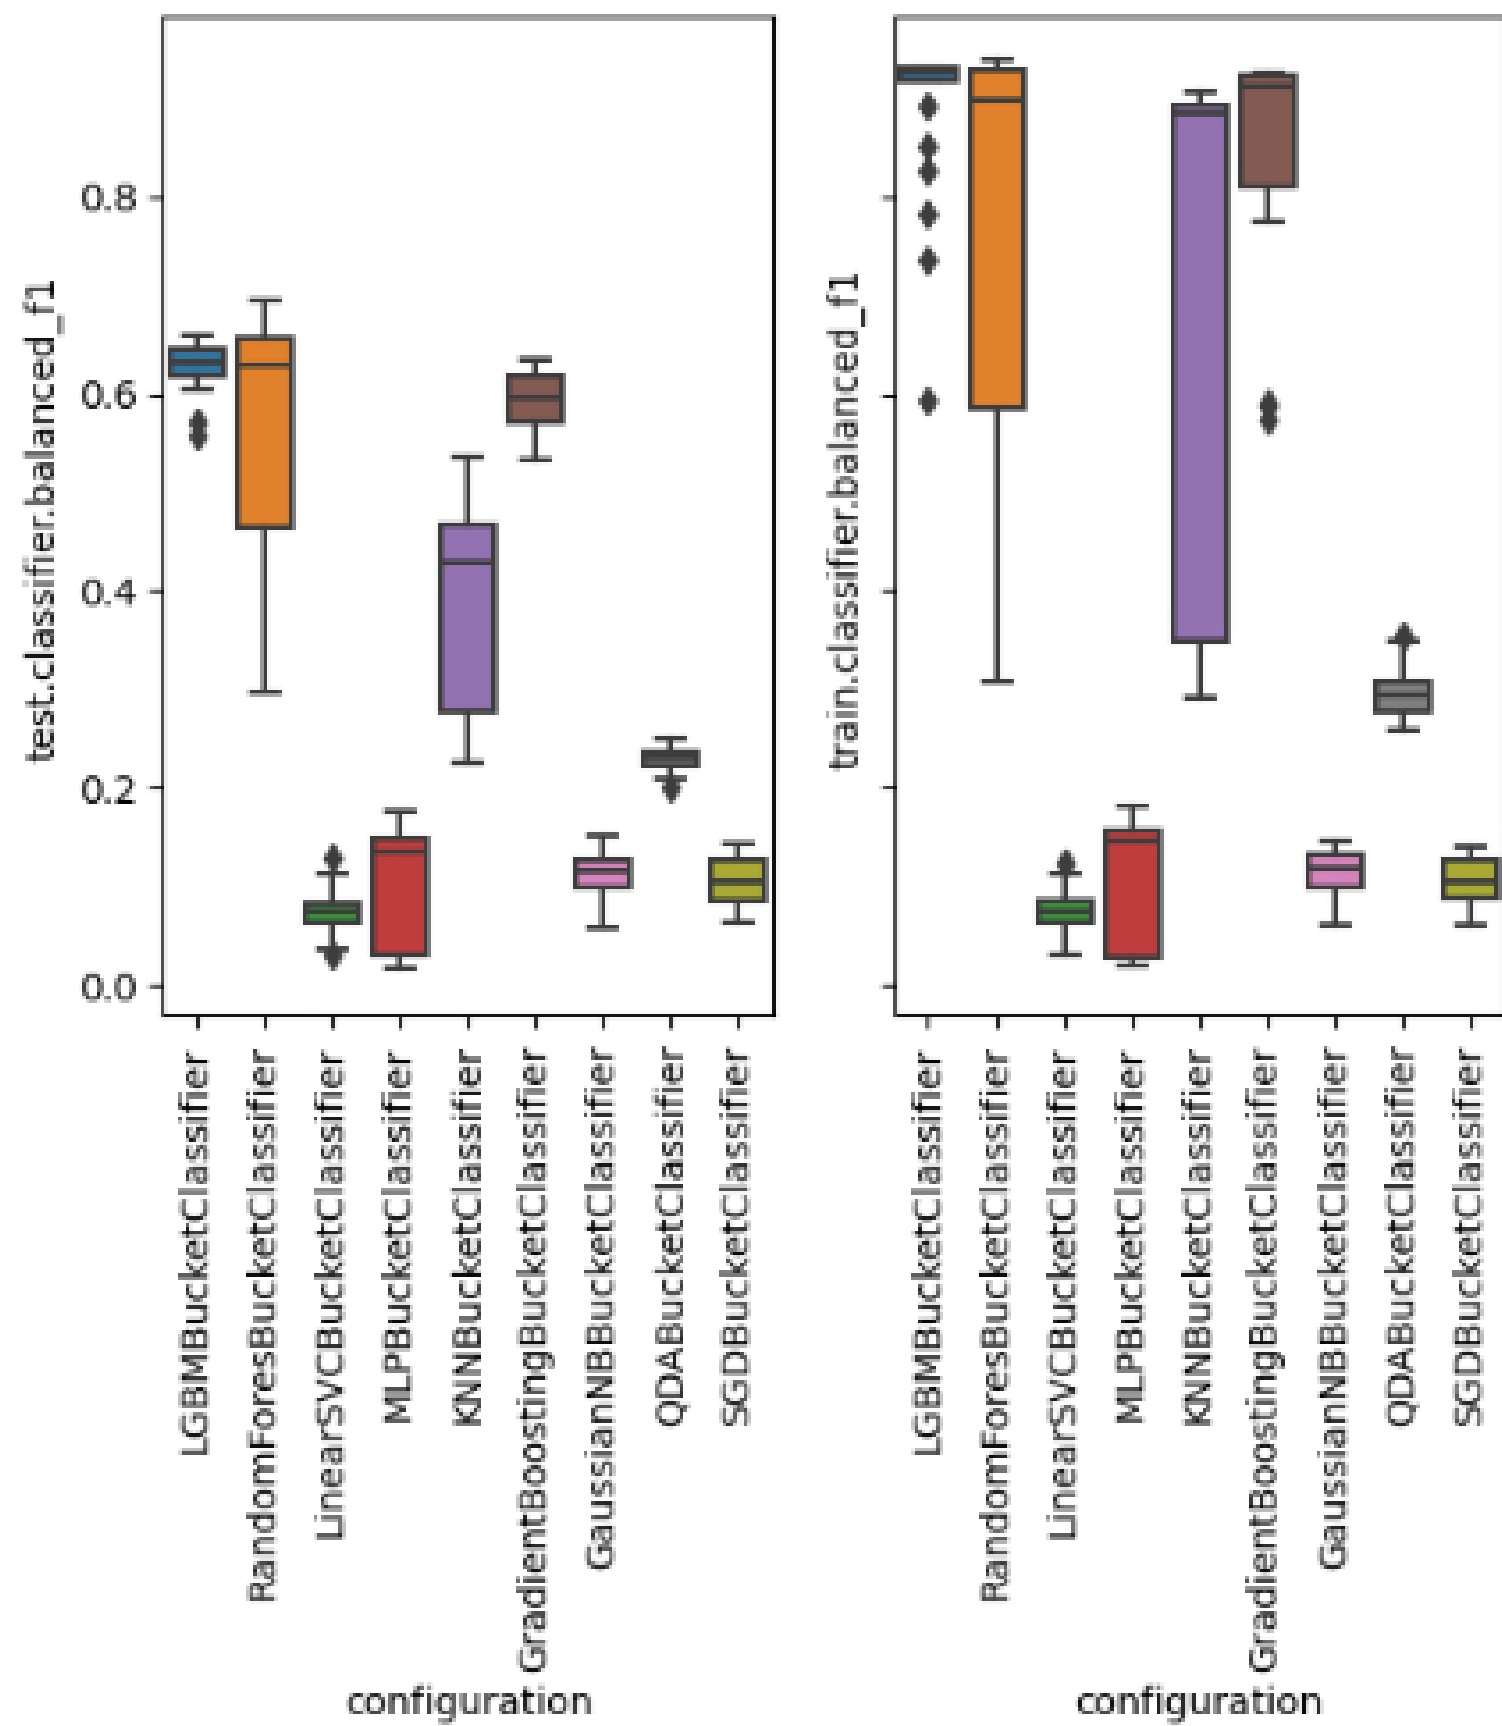 test.classifier.balanced_f1
0.8
0.6
0.4
0.2
0.0
LGBMBucketClassifier
RandomForesBucketClassifier
LinearSVCBucketClassifier
MLPBucketClassifier
KNNBucketClassifier
GradientBoostingBucketClassifier
GaussianNBBucketClassifier
QDABucketClassifier
SGDBucketClassifier
configuration
train.classifier.balanced_f1
LGBMBucketClassifier
RandomForesBucketClassifier
LinearSVCBucketClassifier
MLPBucketClassifier
KNNBucketClassifier
GradientBoostingBucketClassifier
GaussianNBBucketClassifier
QDABucketClassifier
SGDBucketClassifier
configuration